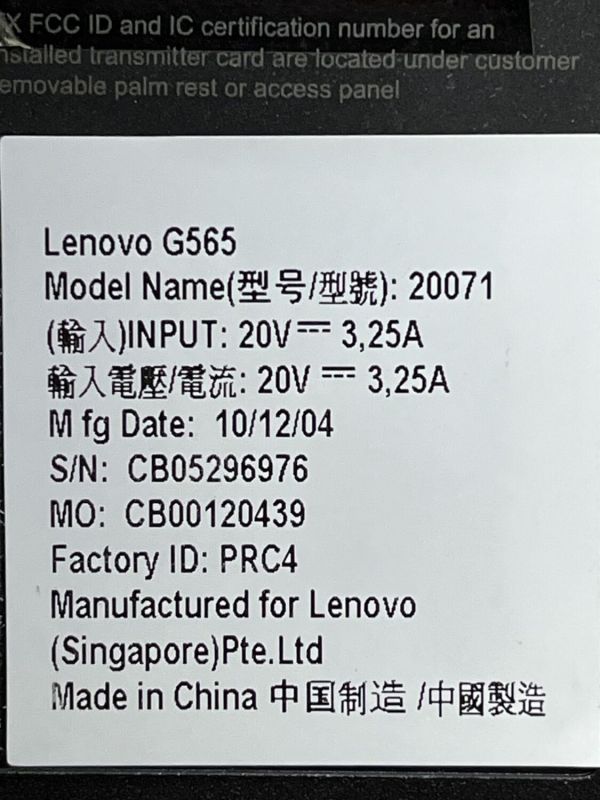 X FCC ID and IC certification number for an
nstalled transmitter card are located under customer
emovable palm rest or access panel
Lenovo G565
Model Name(型号/型號): 20071
(輸入)INPUT: 20V⎓ 3,25A
輸入電壓/電流: 20V ⎓ 3,25A
Mfg Date: 10/12/04
S/N: CB05296976
MO: CB00120439
Factory ID: PRC4
Manufactured for Lenovo
(Singapore)Pte.Ltd
Made in China 中国制造 /中國製造